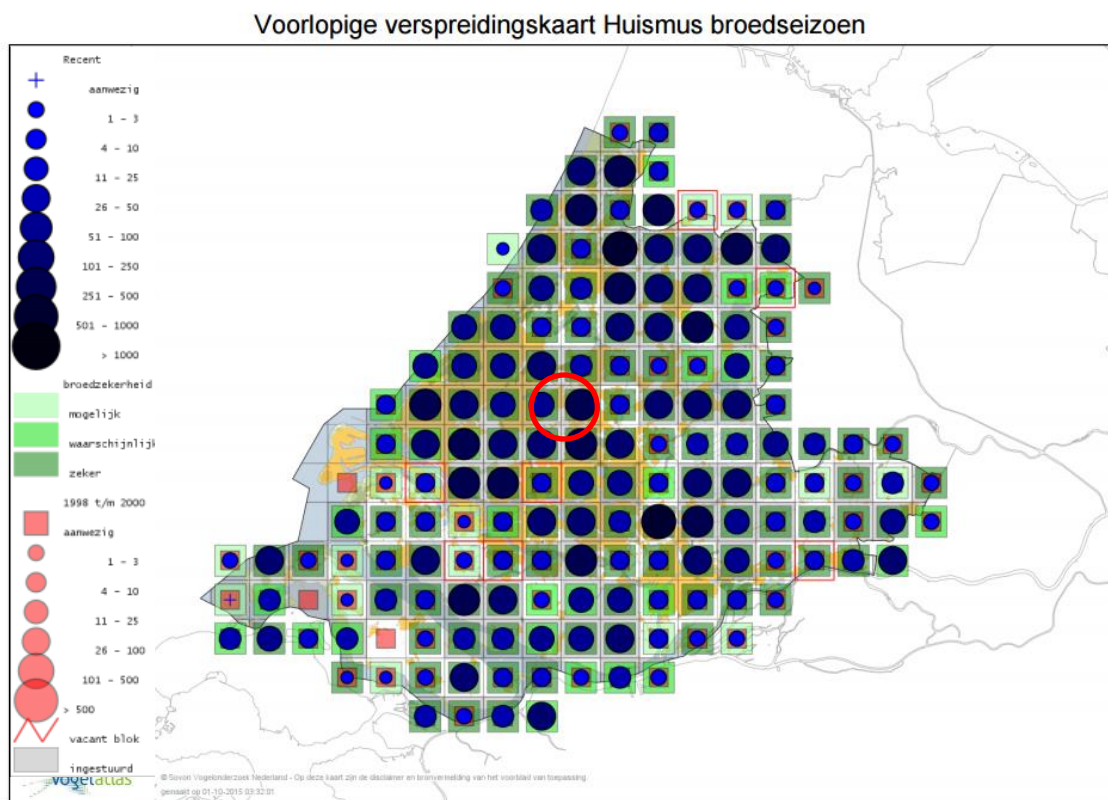 Voorlopige verspreidingskaart Huismus broedseizoen
Recent
aanwezig
1 - 3
4 - 10
11 - 25
26 - 50
51 - 100
101 - 250
251 - 500
501 - 1000
> 1000
broedzekerheid
mogelijk
waarschijnlijk
zeker
1998 t/m 2000
aanwezig
1 - 3
4 - 10
11 - 25
26 - 100
101 - 500
> 500
vacant blok
ingestuurd
vogelatlas
© Sovon Vogelonderzoek Nederland - Op deze kaart zijn de disclaimer en bronvermelding van het voorblad van toepassing.
gemaakt op 01-10-2015 03:32:01